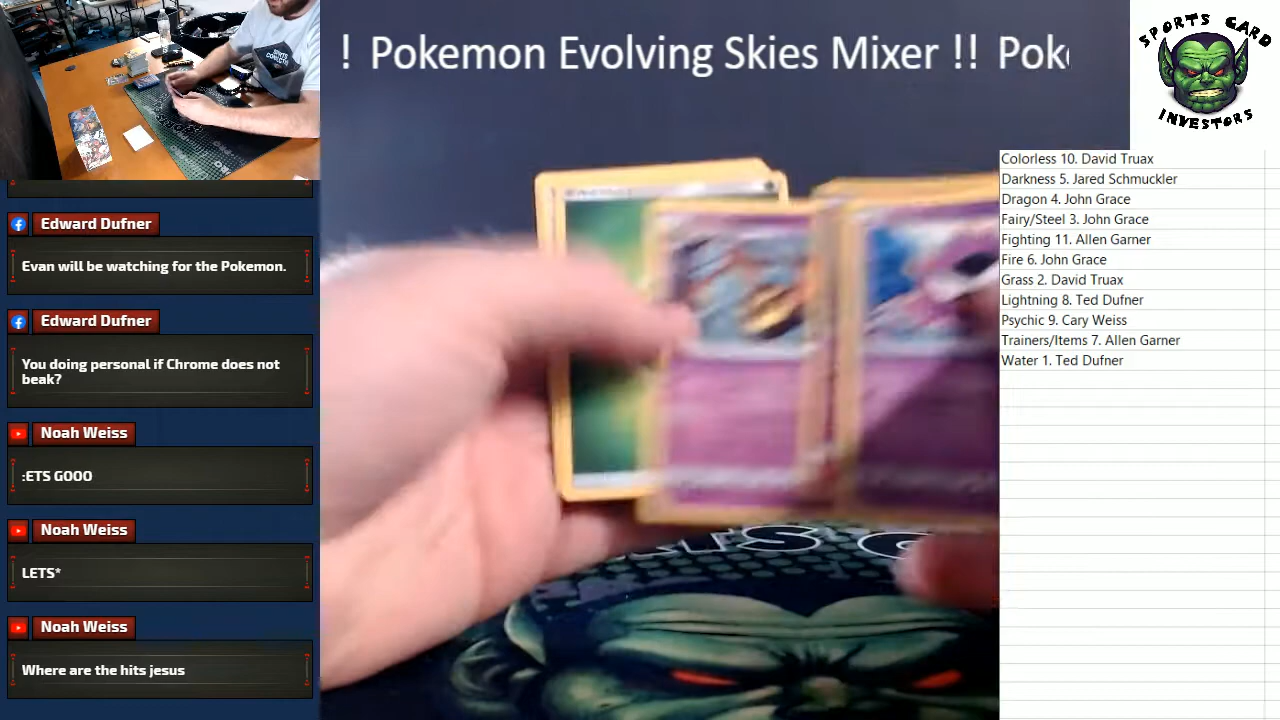 ! Pokemon Evolving Skies Mixer !! Pok
SPORTS CARD
INVESTORS
Edward Dufner
Evan will be watching for the Pokemon.
Edward Dufner
You doing personal if Chrome does not
beak?
Noah Weiss
:ETS GOOO
Noah Weiss
LETS*
Noah Weiss
Where are the hits jesus
Colorless 10. David Truax
Darkness 5. Jared Schmuckler
Dragon 4. John Grace
Fairy/Steel 3. John Grace
Fighting 11. Allen Garner
Fire 6. John Grace
Grass 2. David Truax
Lightning 8. Ted Dufner
Psychic 9. Cary Weiss
Trainers/Items 7. Allen Garner
Water 1. Ted Dufner